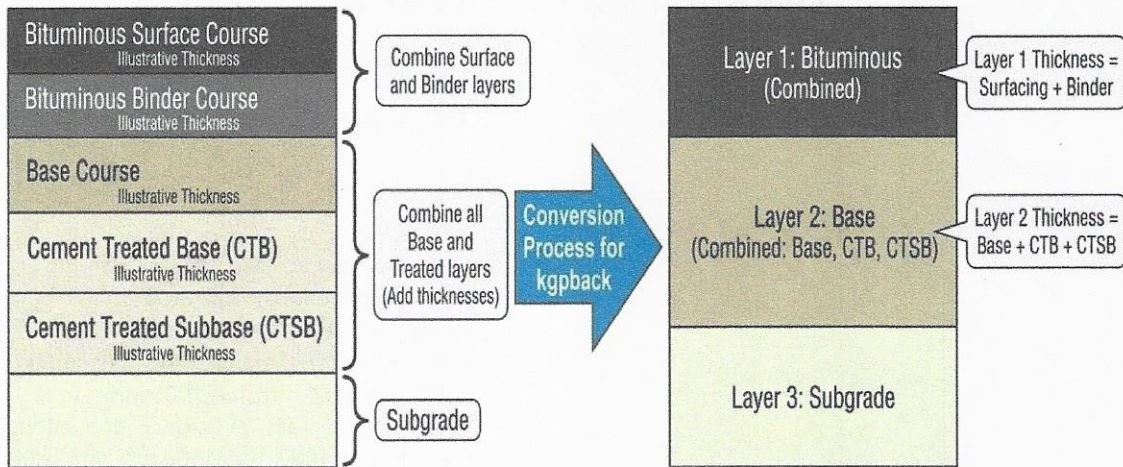 Bituminous Surface Course
Illustrative Thickness
Bituminous Binder Course
Illustrative Thickness
Base Course
Illustrative Thickness
Cement Treated Base (CTB)
Illustrative Thickness
Cement Treated Subbase (CTSB)
Illustrative Thickness
Combine Surface
and Binder layers
Combine all
Base and
Treated layers
(Add thicknesses)
Subgrade
Conversion
Process for
kgpback
Layer 1: Bituminous
(Combined)
Layer 2: Base
(Combined: Base, CTB, CTSB)
Layer 3: Subgrade
Layer 1 Thickness =
Surfacing + Binder
Layer 2 Thickness =
Base + CTB + CTSB